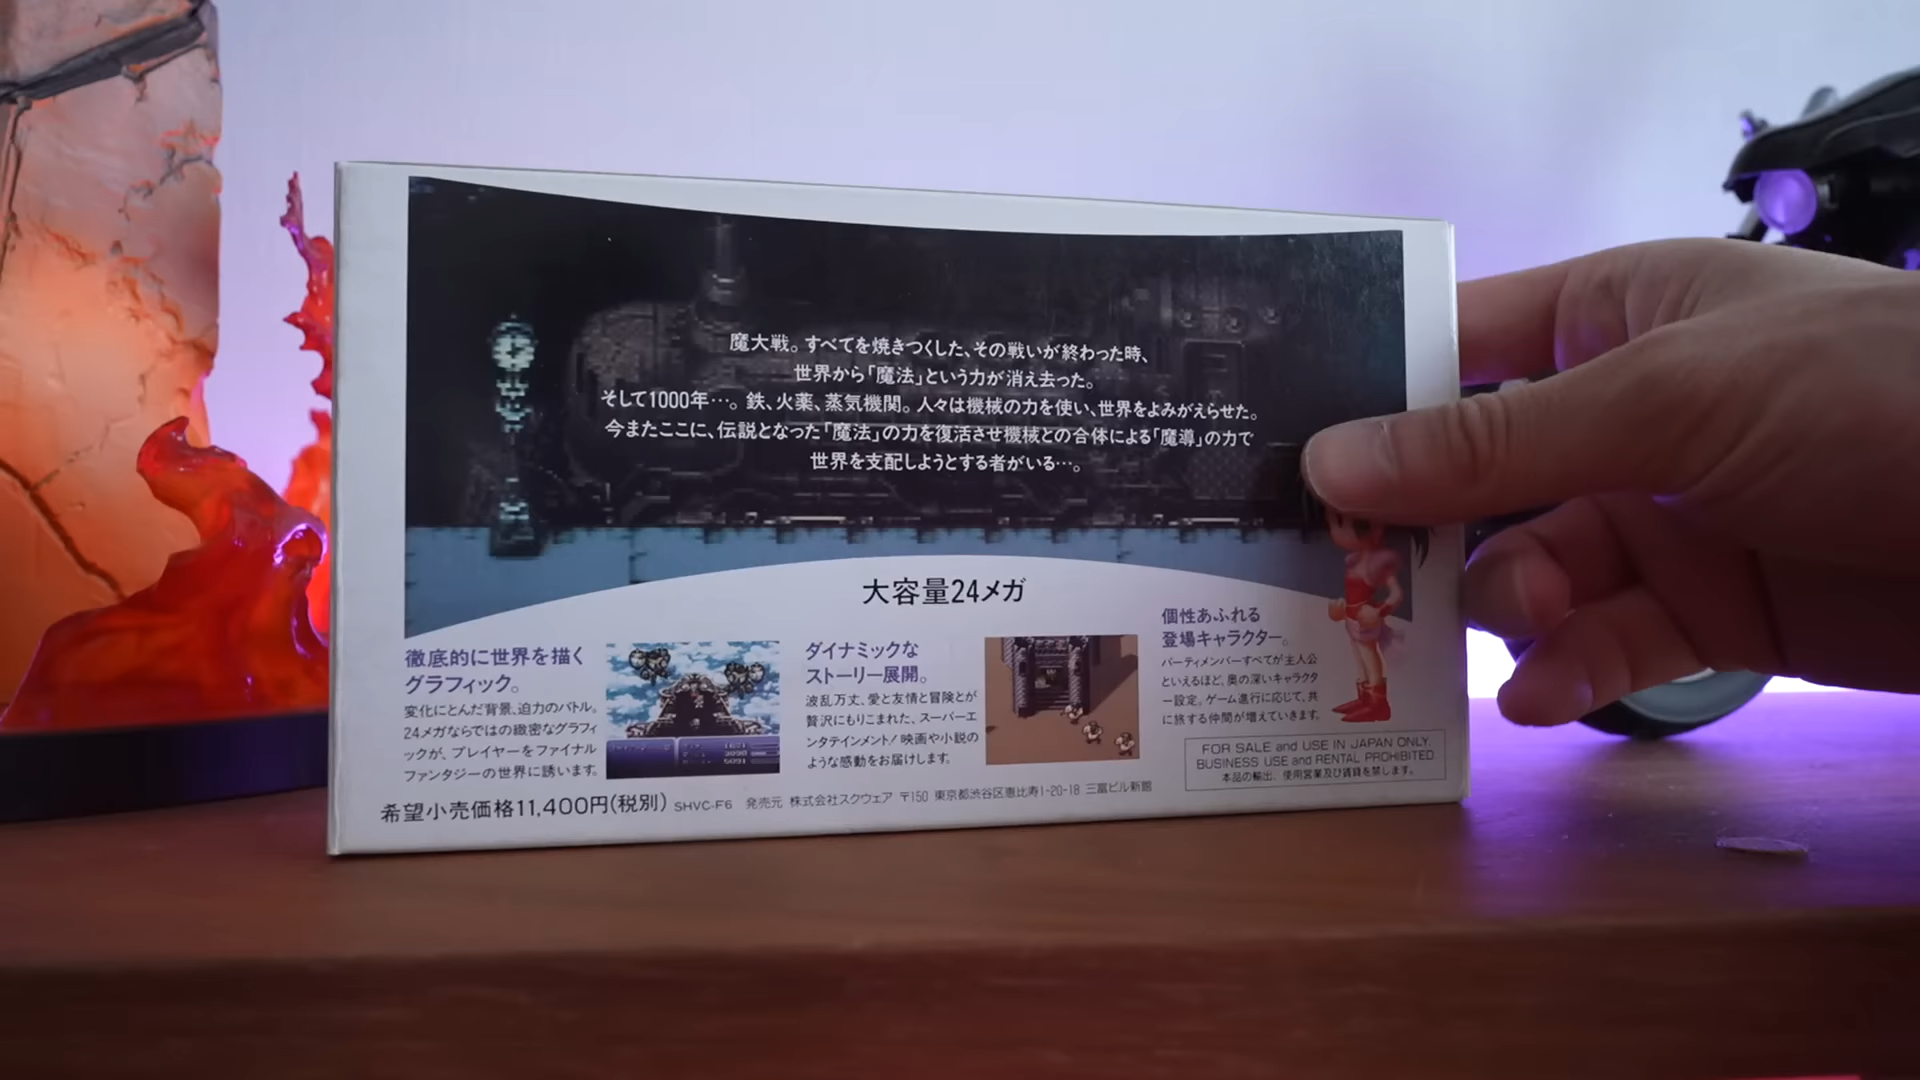 魔大戦。すべてを焼きつくした、その戦いが終わった時、
世界から「魔法」という力が消え去った。
そして1000年…。鉄、火薬、蒸気機関。人々は機械の力を使い、世界をよみがえらせた。
今またここに、伝説となった「魔法」の力を復活させ機械との合体による「魔導」の力で
世界を支配しようとする者がいる…。
大容量24メガ
徹底的に世界を描く
グラフィック。
変化にとんだ背景、迫力のバトル。
24メガならではの緻密なグラフィ
ックが、プレイヤーをファイナル
ファンタジーの世界に誘います。
ダイナミックな
ストーリー展開。
波乱万丈、愛と友情と冒険とが
贅沢にもりこまれた、スーパーエ
ンタテインメント!映画や小説の
ような感動をお届けします。
個性あふれる
登場キャラクター。
パーティメンバーすべてが主人公
といえるほど、奥の深いキャラクタ
ー設定。ゲーム進行に応じて、共
に旅する仲間が増えていきます。
FOR SALE and USE IN JAPAN ONLY.
BUSINESS USE and RENTAL PROHIBITED
本品の輸出、使用営業及び賃貸を禁じます。
希望小売価格11,400円(税別) SHVC-F6 発売元 株式会社スクウェア 〒150 東京都渋谷区恵比寿1-20-18 三富ビル新館